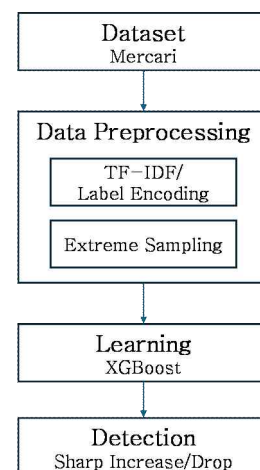 Dataset
Mercari
Data Preprocessing
TF-IDF/
Label Encoding
Extreme Sampling
Learning
XGBoost
Detection
Sharp Increase/Drop